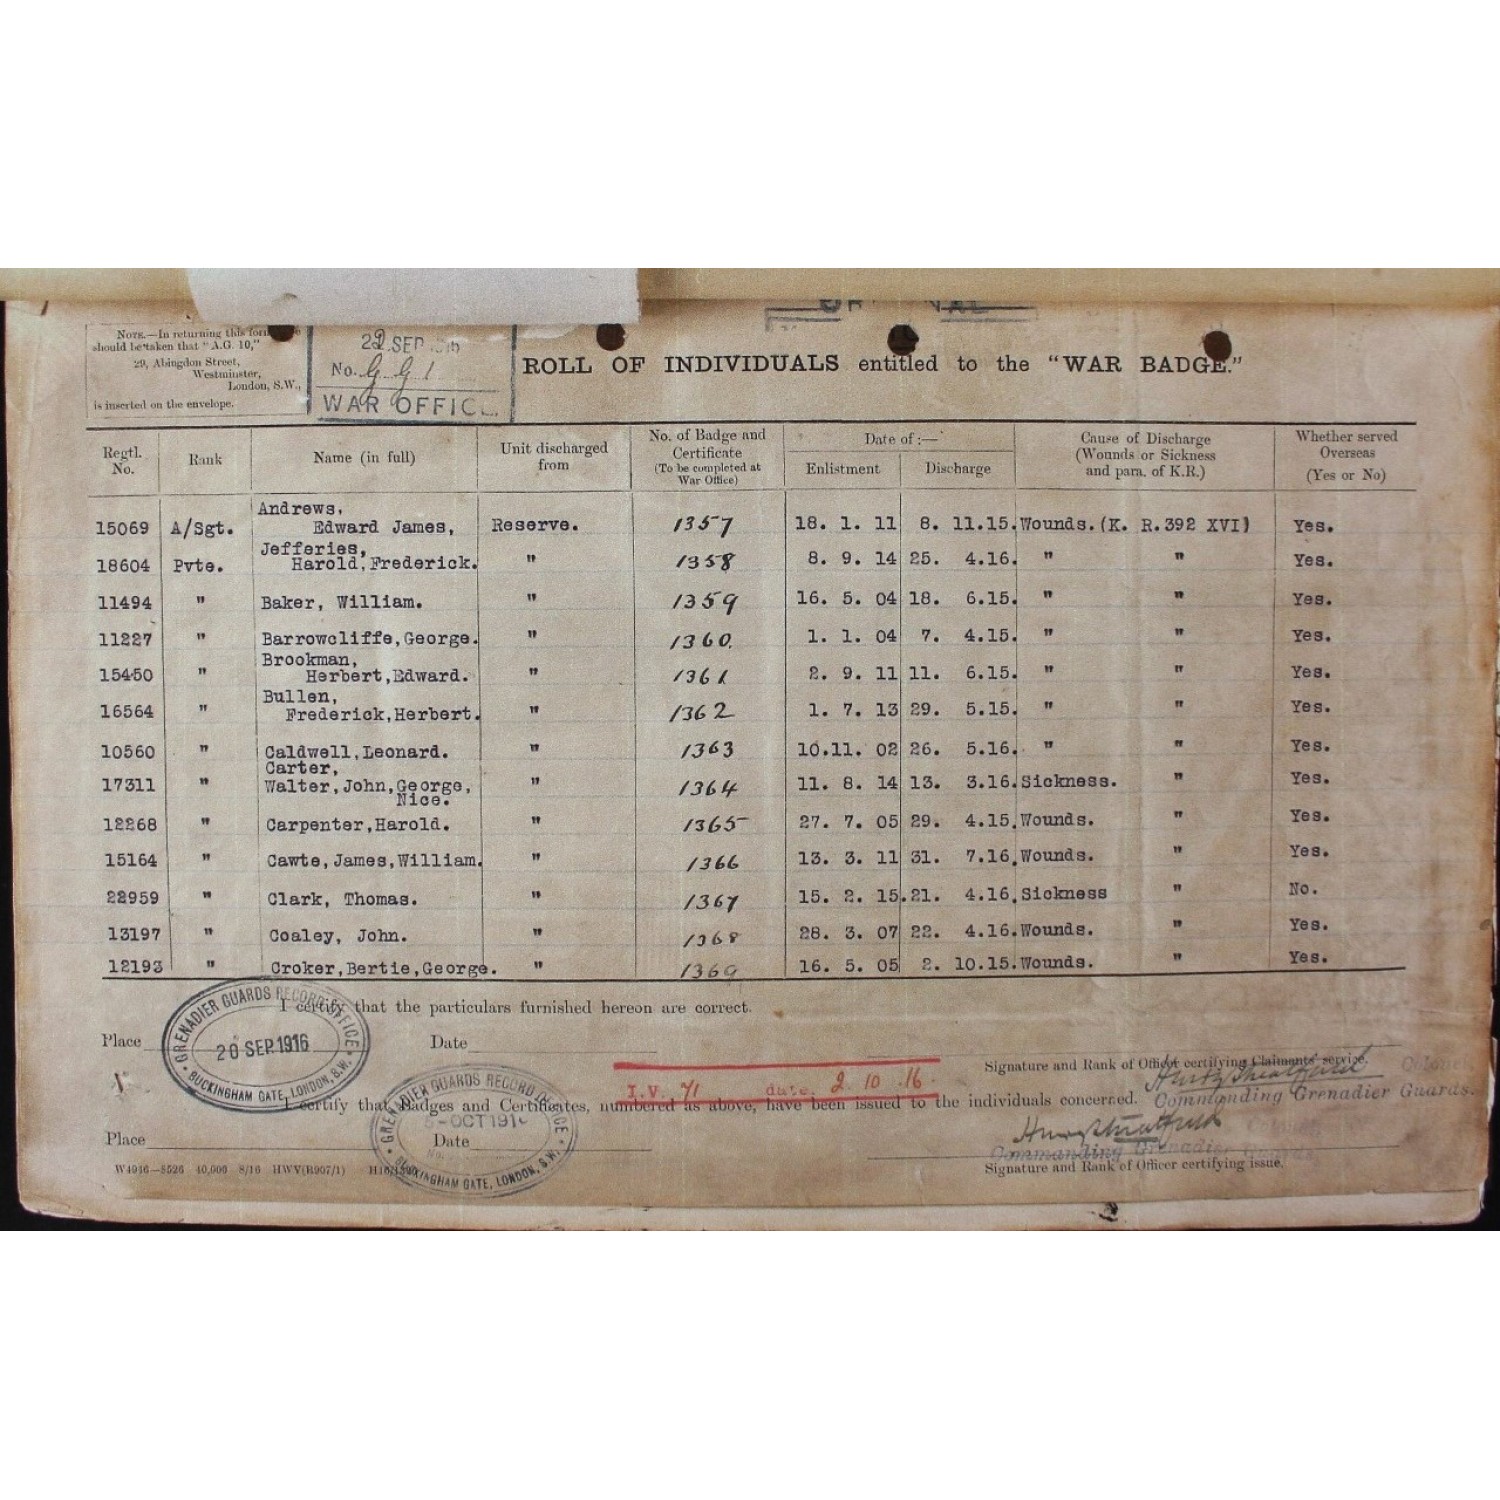 NOTE.—In returning this form
should be taken that "A.G. 10,"
29, Abingdon Street,
Westminster,
London, S.W.,
is inserted on the envelope.
22 SEP
No. G.G. 1
WAR OFFICE
ROLL OF INDIVIDUALS entitled to the "WAR BADGE."
Regtl. No. Rank Name (in full) Unit discharged from No. of Badge and Certificate (To be completed at War Office) Date of:— Enlistment Discharge Cause of Discharge (Wounds or Sickness and para. of K.R.) Whether served Overseas (Yes or No)
Andrews,
15069 A/Sgt. Edward James, Reserve. 1357 18. 1. 11 8. 11.15. Wounds.(K. R.392 XVI) Yes.
Jefferies,
18604 Pvte. Harold,Frederick. " 1358 8. 9. 14 25. 4.16. " " Yes.
11494 " Baker, William. " 1359 16. 5. 04 18. 6.15. " " Yes.
11227 " Barrowcliffe,George. " 1360. 1. 1. 04 7. 4.15. " " Yes.
Brookman,
15450 " Herbert,Edward. " 1361 2. 9. 11 11. 6.15. " " Yes.
Bullen,
16564 " Frederick,Herbert. " 1362 1. 7. 13 29. 5.15. " " Yes.
10560 " Caldwell,Leonard. " 1363 10.11. 02 26. 5.16. " " Yes.
Carter,
17311 " Walter,John,George, " 1364 11. 8. 14 13. 3.16. Sickness. " Yes.
Nice.
12268 " Carpenter,Harold. " 1365 27. 7. 05 29. 4.15. Wounds. " Yes.
15164 " Cawte,James,William. " 1366 13. 3. 11 31. 7.16. Wounds. " Yes.
22959 " Clark, Thomas. " 1367 15. 2. 15. 21. 4.16. Sickness " No.
13197 " Coaley, John. " 1368 28. 3. 07 22. 4.16. Wounds. " Yes.
12193 " Croker,Bertie,George. " 1369 16. 5. 05 2. 10.15. Wounds. " Yes.
I certify that the particulars furnished hereon are correct.
GRENADIER GUARDS RECORD OFFICE
20 SEP 1916
BUCKINGHAM GATE, LONDON, S.W.
Place Date
Signature and Rank of Officer certifying Claimants' service.
Commanding Grenadier Guards.
I.V. 71 date. 2.10.16.
I certify that Badges and Certificates, numbered as above, have been issued to the individuals concerned.
GRENADIER GUARDS RECORD OFFICE
OCT 191
BUCKINGHAM GATE, LONDON, S.W.
Place Date
Commanding Grenadier Guards
Signature and Rank of Officer certifying issue.
W4916—8526 40,000 8/16 HWV(R907/1)